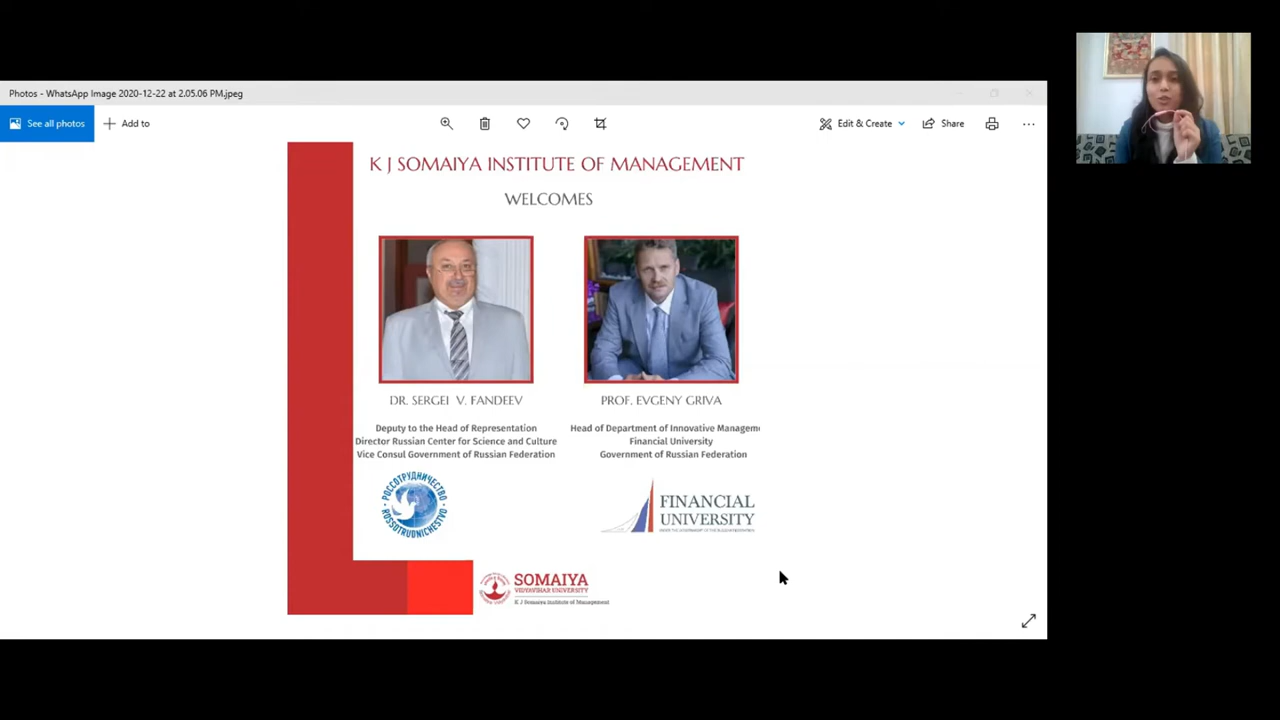 Photos - WhatsApp Image 2020-12-22 at 2.05.06 PM.jpeg
See all photos
Add to
Edit & Create
Share
K J SOMAIYA INSTITUTE OF MANAGEMENT
WELCOMES
DR. SERGEI V. FANDEEV
Deputy to the Head of Representation
Director Russian Center for Science and Culture
Vice Consul Government of Russian Federation
PROF. EVGENY GRIVA
Head of Department of Innovative Manageme
Financial University
Government of Russian Federation
РОССОТРУДНИЧЕСТВО
ROSSOTRUDNICHESTVO
FINANCIAL
UNIVERSITY
SOMAIYA
VIDYAVIHAR UNIVERSITY
K J Somaiya Institute of Management